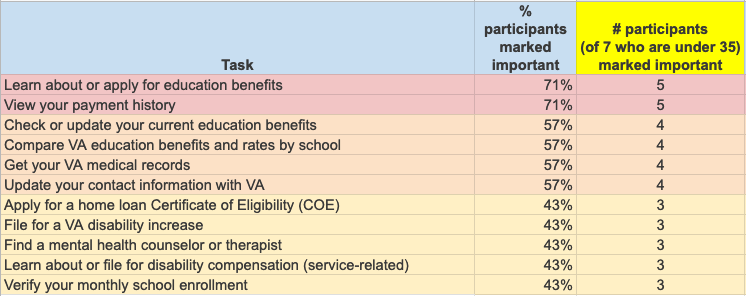 Task % participants marked important # participants (of 7 who are under 35) marked important
Learn about or apply for education benefits 71% 5
View your payment history 71% 5
Check or update your current education benefits 57% 4
Compare VA education benefits and rates by school 57% 4
Get your VA medical records 57% 4
Update your contact information with VA 57% 4
Apply for a home loan Certificate of Eligibility (COE) 43% 3
File for a VA disability increase 43% 3
Find a mental health counselor or therapist 43% 3
Learn about or file for disability compensation (service-related) 43% 3
Verify your monthly school enrollment 43% 3